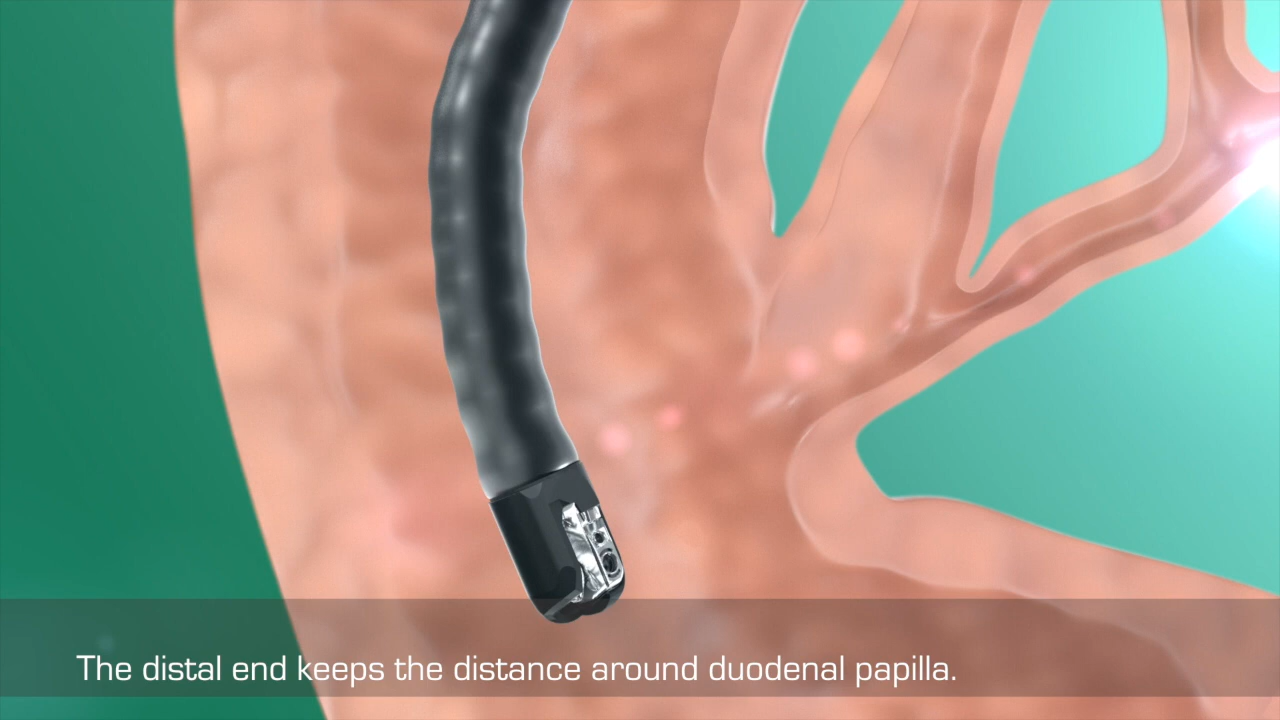 The distal end keeps the distance around duodenal papilla.